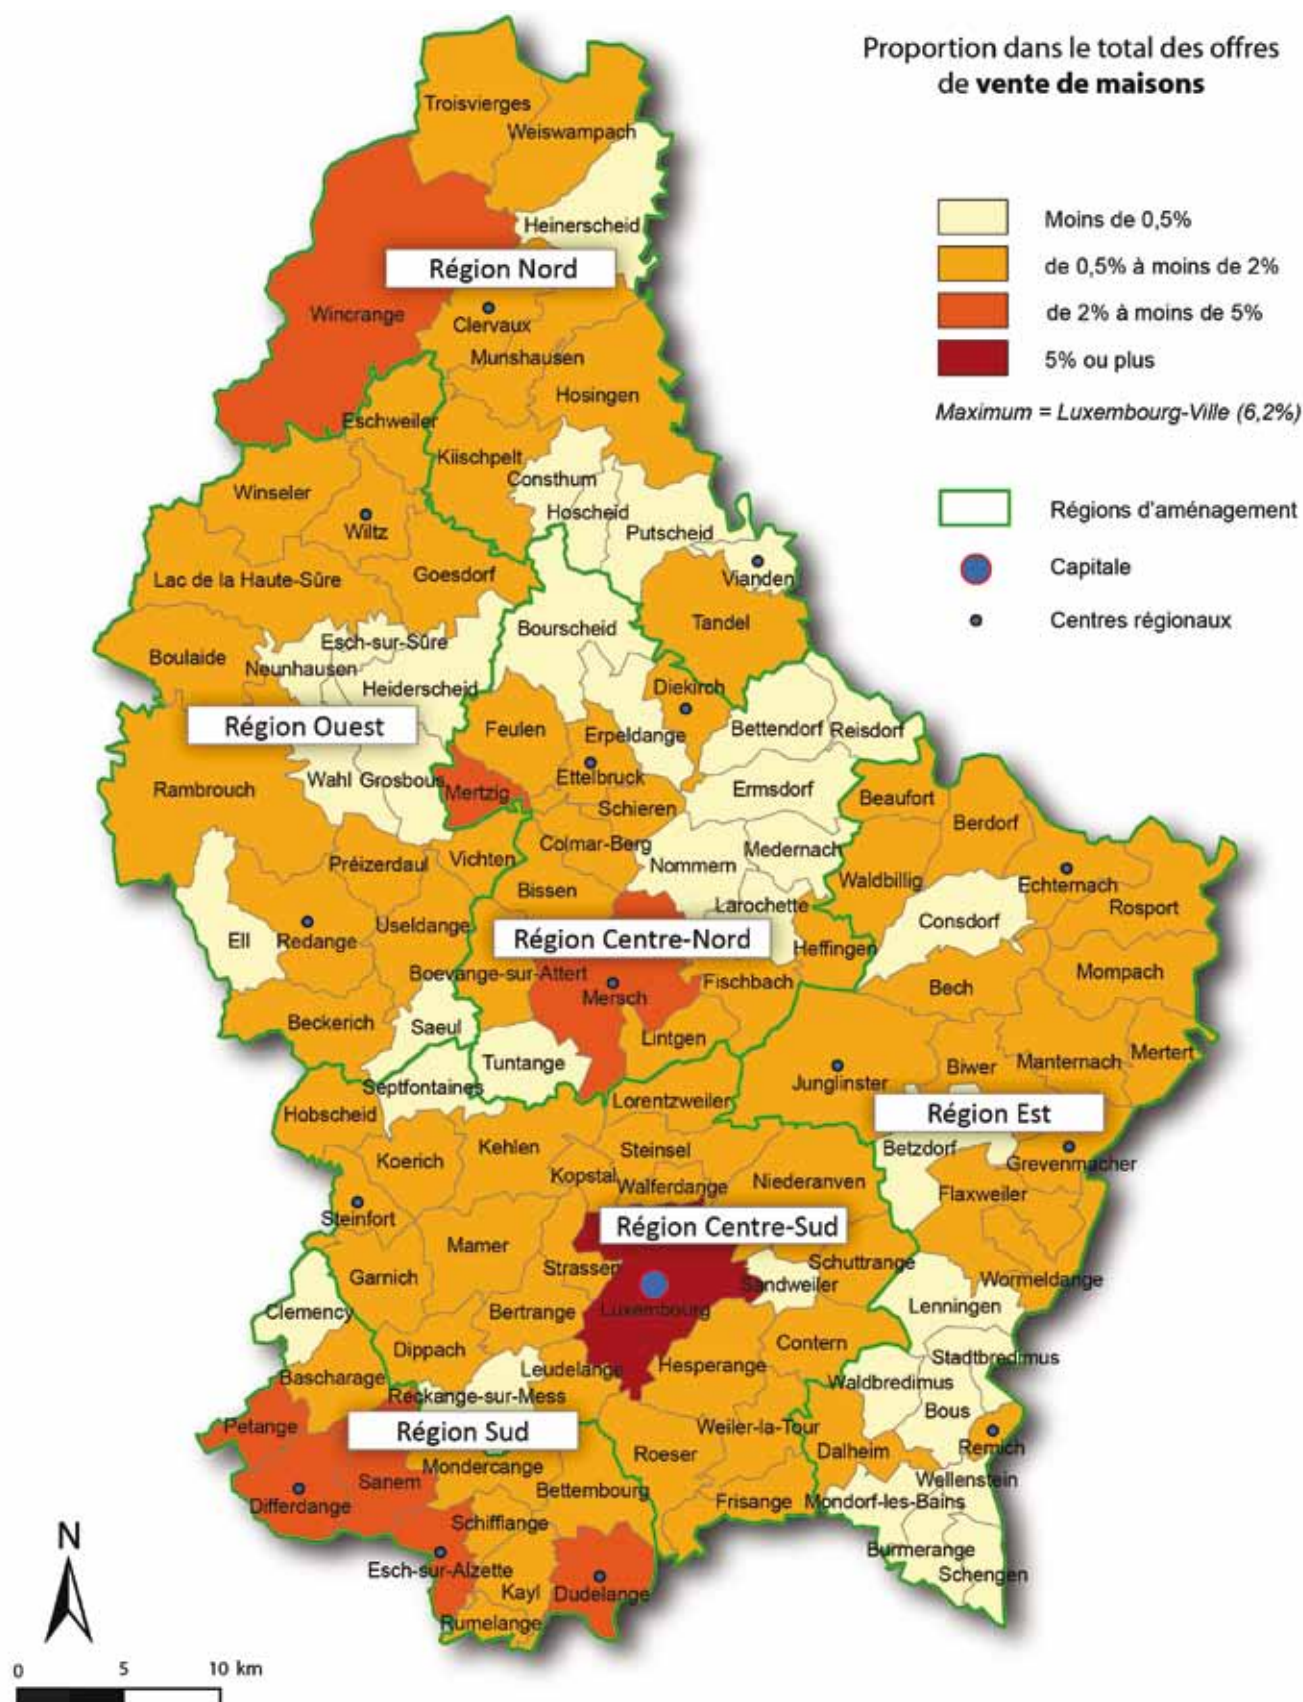 Proportion dans le total des offres
de vente de maisons
Moins de 0,5%
de 0,5% à moins de 2%
de 2% à moins de 5%
5% ou plus
Maximum = Luxembourg-Ville (6,2%)
Régions d'aménagement
Capitale
Centres régionaux
Troisvierges
Weiswampach
Heinerscheid
Région Nord
Wincrange
Clervaux
Munshausen
Hosingen
Eschweiler
Kiischpelt
Consthum
Winseler
Hoscheid
Wiltz
Putscheid
Vianden
Lac de la Haute-Sûre
Goesdorf
Tandel
Bourscheid
Esch-sur-Sûre
Boulaide
Neunhausen
Heiderscheid
Diekirch
Région Ouest
Feulen
Erpeldange
Bettendorf
Reisdorf
Wahl
Grosbous
Ettelbruck
Rambrouch
Mertzig
Ermsdorf
Beaufort
Schieren
Berdorf
Colmar-Berg
Medernach
Préizerdaul
Vichten
Nommern
Waldbillig
Echternach
Bissen
Larochette
Rosport
Useldange
Consdorf
Ell
Redange
Région Centre-Nord
Heffingen
Boevange-sur-Attert
Mompach
Fischbach
Bech
Mersch
Beckerich
Saeul
Lintgen
Tuntange
Manternach
Mertert
Biwer
Septfontaines
Junglinster
Hobscheid
Lorentzweiler
Région Est
Kehlen
Steinsel
Betzdorf
Koerich
Grevenmacher
Kopstal
Walferdange
Niederanven
Flaxweiler
Steinfort
Région Centre-Sud
Mamer
Strassen
Schuttrange
Garnich
Sandweiler
Wormeldange
Clemency
Bertrange
Luxembourg
Lenningen
Dippach
Contern
Leudelange
Hesperange
Stadtbredimus
Bascharage
Waldbredimus
Reckange-sur-Mess
Bous
Petange
Région Sud
Weiler-la-Tour
Roeser
Dalheim
Remich
Mondercange
Sanem
Wellenstein
Bettembourg
Differdange
Frisange
Mondorf-les-Bains
Schifflange
Burmerange
Esch-sur-Alzette
Schengen
Kayl
Dudelange
Rumelange
N
0 5 10 km